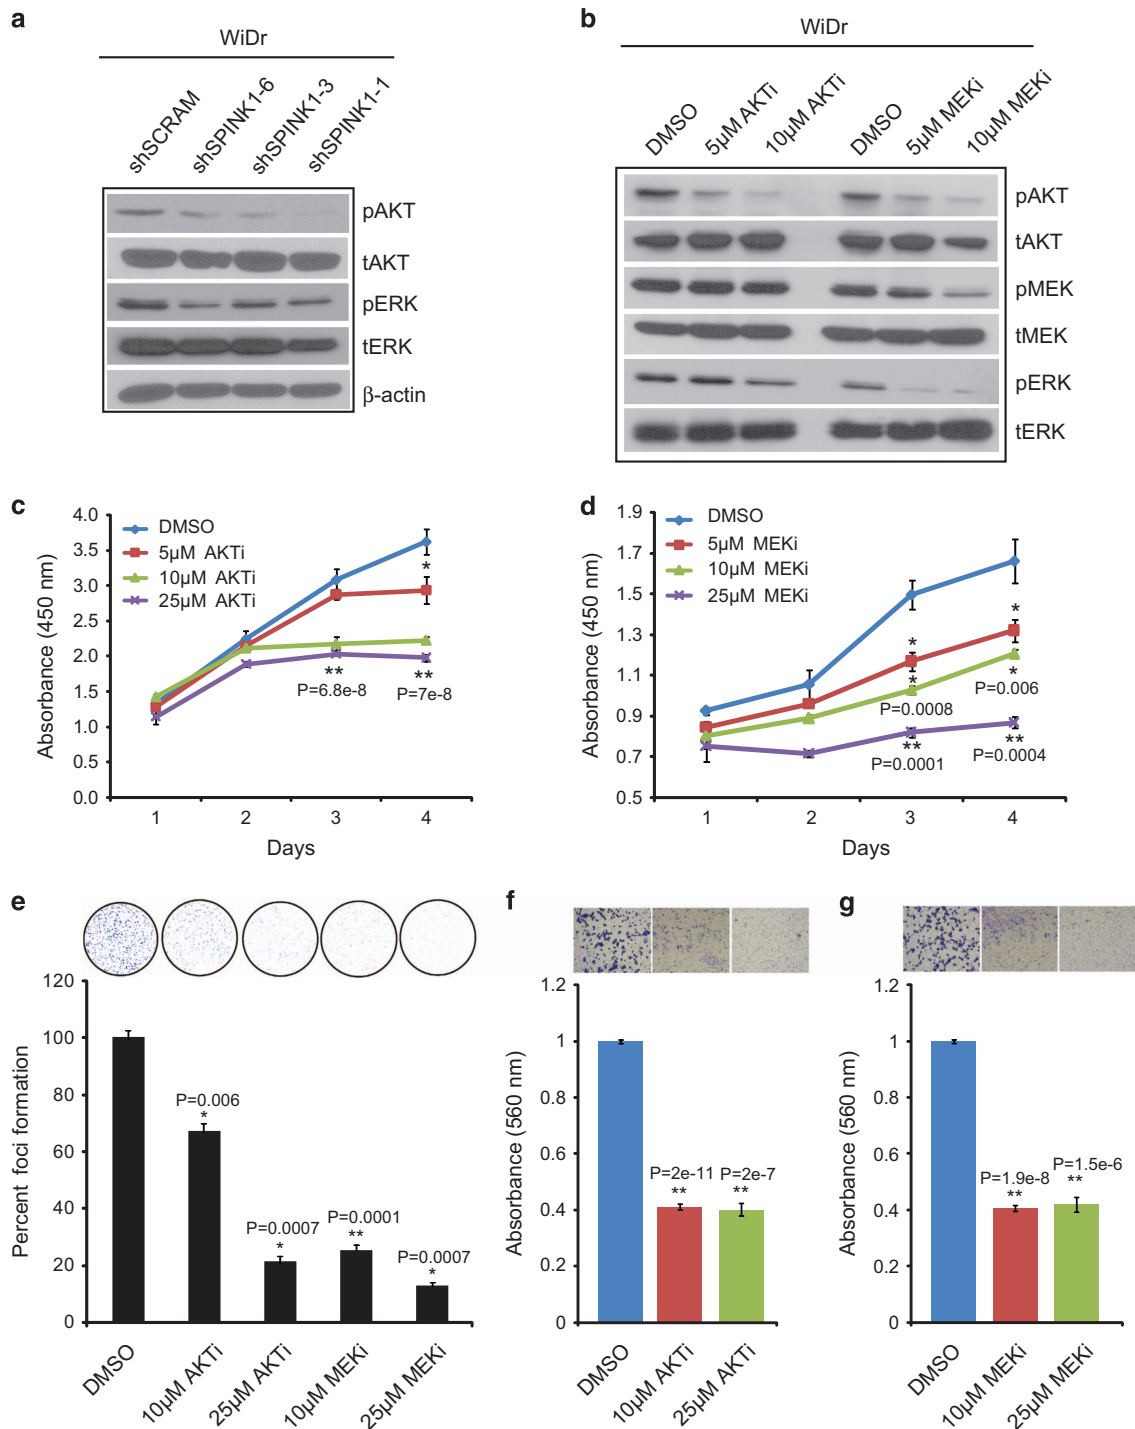 a
WiDr
shSCRAM
shSPINK1-6
shSPINK1-3
shSPINK1-1
pAKT
tAKT
pERK
tERK
β-actin
b
WiDr
DMSO
5μM AKTi
10μM AKTi
DMSO
5μM MEKi
10μM MEKi
pAKT
tAKT
pMEK
tMEK
pERK
tERK
c
Absorbance (450 nm)
4.0
3.5
3.0
2.5
2.0
1.5
1.0
0.5
0.0
DMSO
5μM AKTi
10μM AKTi
25μM AKTi
*
**
P=6.8e-8
**
P=7e-8
1 2 3 4
Days
d
Absorbance (450 nm)
1.9
1.7
1.5
1.3
1.1
0.9
0.7
0.5
DMSO
5μM MEKi
10μM MEKi
25μM MEKi
*
*
*
P=0.0008
*
P=0.006
**
P=0.0001
**
P=0.0004
1 2 3 4
Days
e
Percent foci formation
120
100
80
60
40
20
0
P=0.006
*
P=0.0007
*
P=0.0001
**
P=0.0007
*
DMSO
10μM AKTi
25μM AKTi
10μM MEKi
25μM MEKi
f
Absorbance (560 nm)
1.2
1
0.8
0.6
0.4
0.2
0
P=2e-11
**
P=2e-7
**
DMSO
10μM AKTi
25μM AKTi
g
Absorbance (560 nm)
1.2
1
0.8
0.6
0.4
0.2
0
P=1.9e-8
**
P=1.5e-6
**
DMSO
10μM MEKi
25μM MEKi